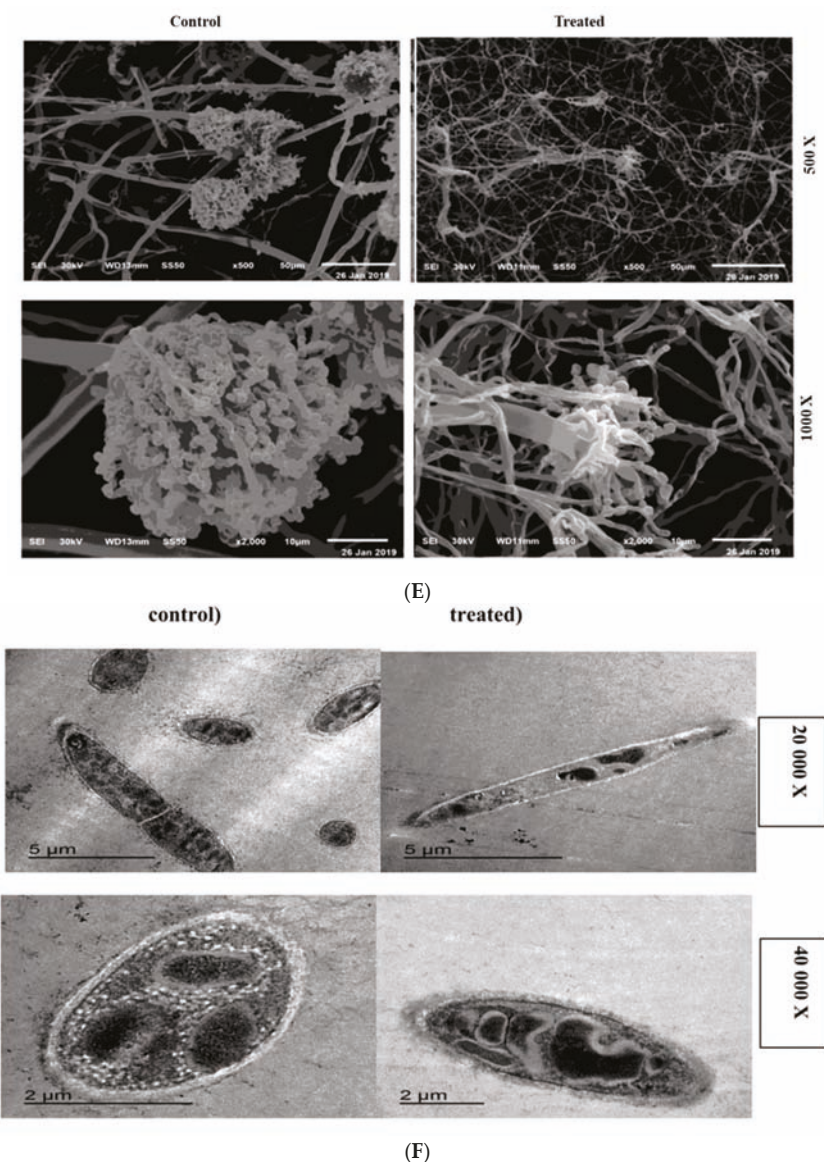 Control Treated
SEI 30kV WD13mm SS50 x500 50µm
26 Jan 2019
SEI 30kV WD11mm SS50 x500 50µm
26 Jan 2019
500 X
SEI 30kV WD13mm SS50 x2,000 10µm
26 Jan 2019
SEI 30kV WD11mm SS50 x2,000 10µm
26 Jan 2019
1000 X
(E)
control) treated)
5 µm
5 µm
20 000 X
2 µm
2 µm
40 000 X
(F)